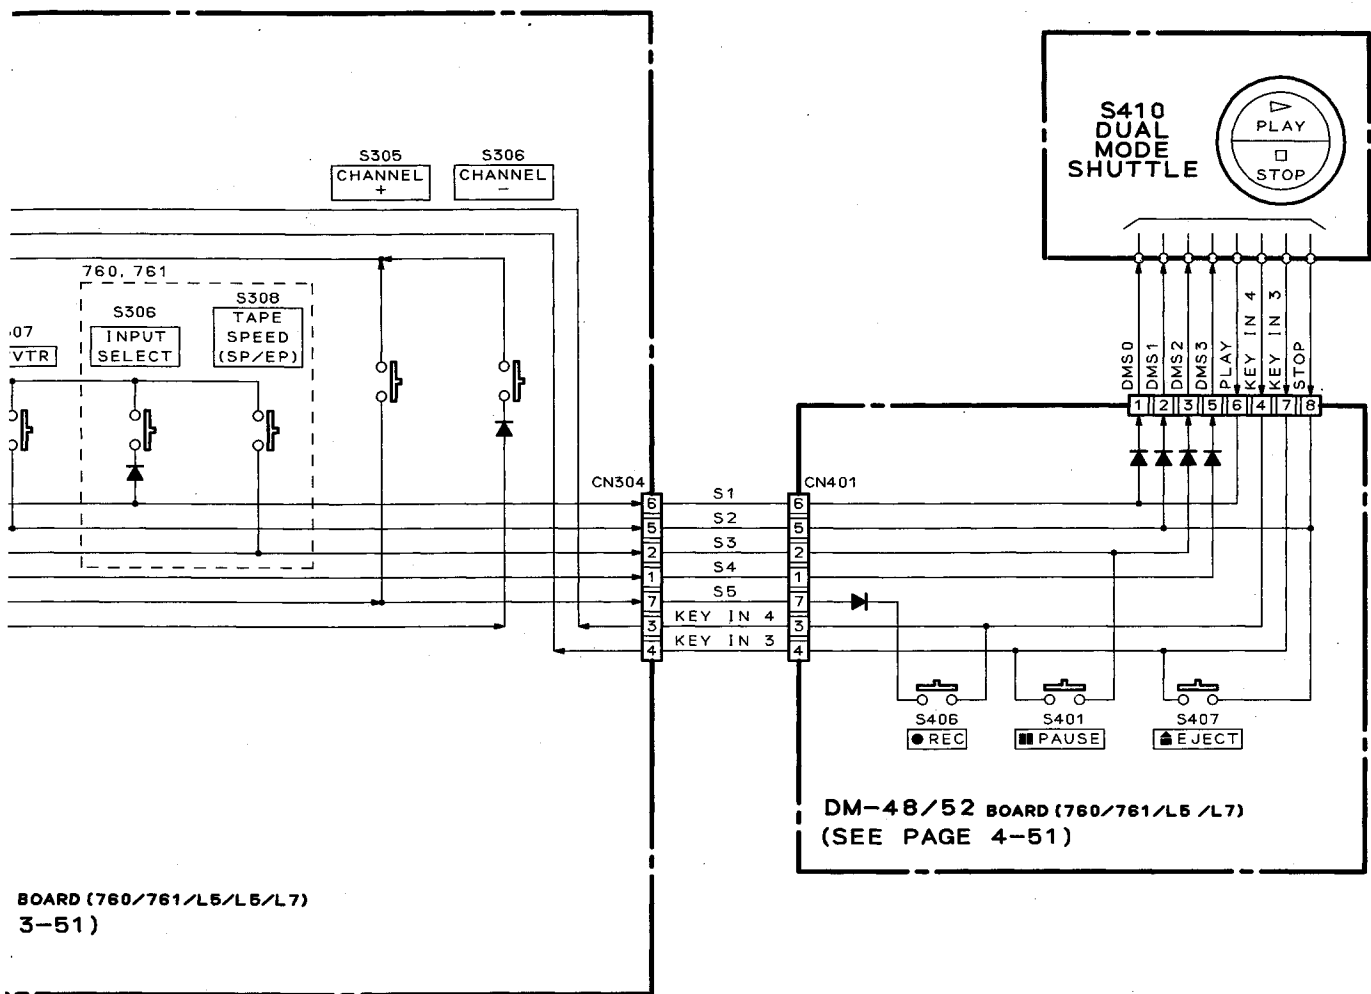 S410
DUAL
MODE
SHUTTLE
PLAY
STOP
S305
CHANNEL
+
S306
CHANNEL
−
760, 761
S306
INPUT
SELECT
S308
TAPE
SPEED
(SP/EP)
07
VTR
DMS0
DMS1
DMS2
DMS3
PLAY
KEY IN 4
KEY IN 3
STOP
1 2 3 5 6 4 7 8
CN304
CN401
6 S1 6
5 S2 5
2 S3 2
1 S4 1
7 S5 7
3 KEY IN 4 3
4 KEY IN 3 4
S406
REC
S401
PAUSE
S407
EJECT
DM-48/52 BOARD (760/761/L5/L7)
(SEE PAGE 4-51)
BOARD (760/761/L5/L5/L7)
3-51)